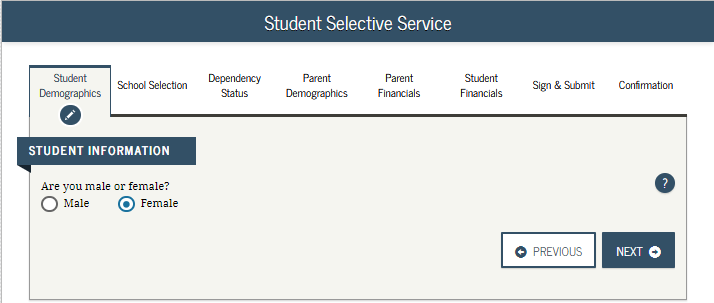 Student Selective Service
Student
Demographics
School Selection
Dependency
Status
Parent
Demographics
Parent
Financials
Student
Financials
Sign & Submit
Confirmation
STUDENT INFORMATION
Are you male or female?
Male
Female
?
PREVIOUS
NEXT